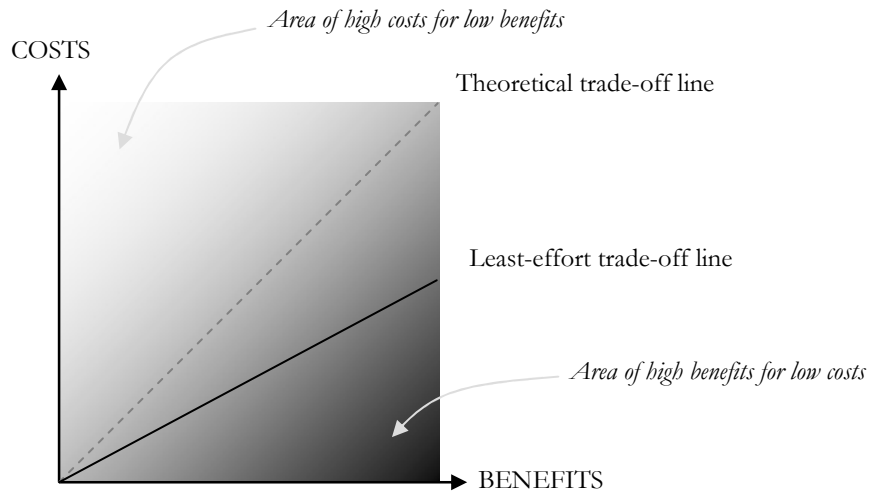 Area of high costs for low benefits
COSTS
Theoretical trade-off line
Least-effort trade-off line
Area of high benefits for low costs
BENEFITS